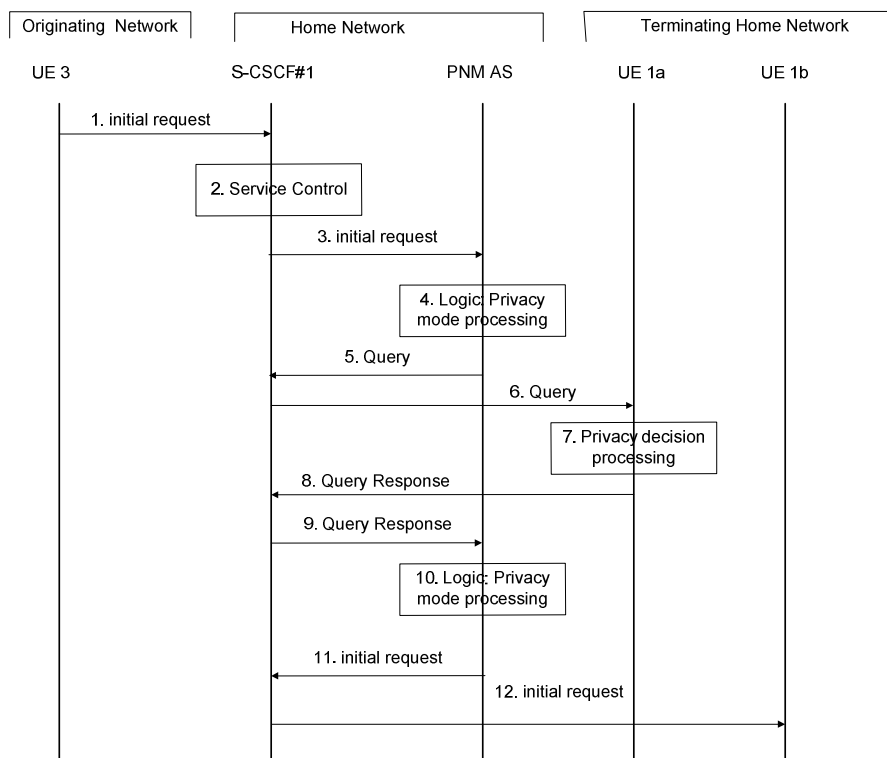 Originating Network
Home Network
Terminating Home Network
UE 3
S-CSCF#1
PNM AS
UE 1a
UE 1b
1. initial request
2. Service Control
3. initial request
4. Logic: Privacy
mode processing
5. Query
6. Query
7. Privacy decision
processing
8. Query Response
9. Query Response
10. Logic: Privacy
mode processing
11. initial request
12. initial request